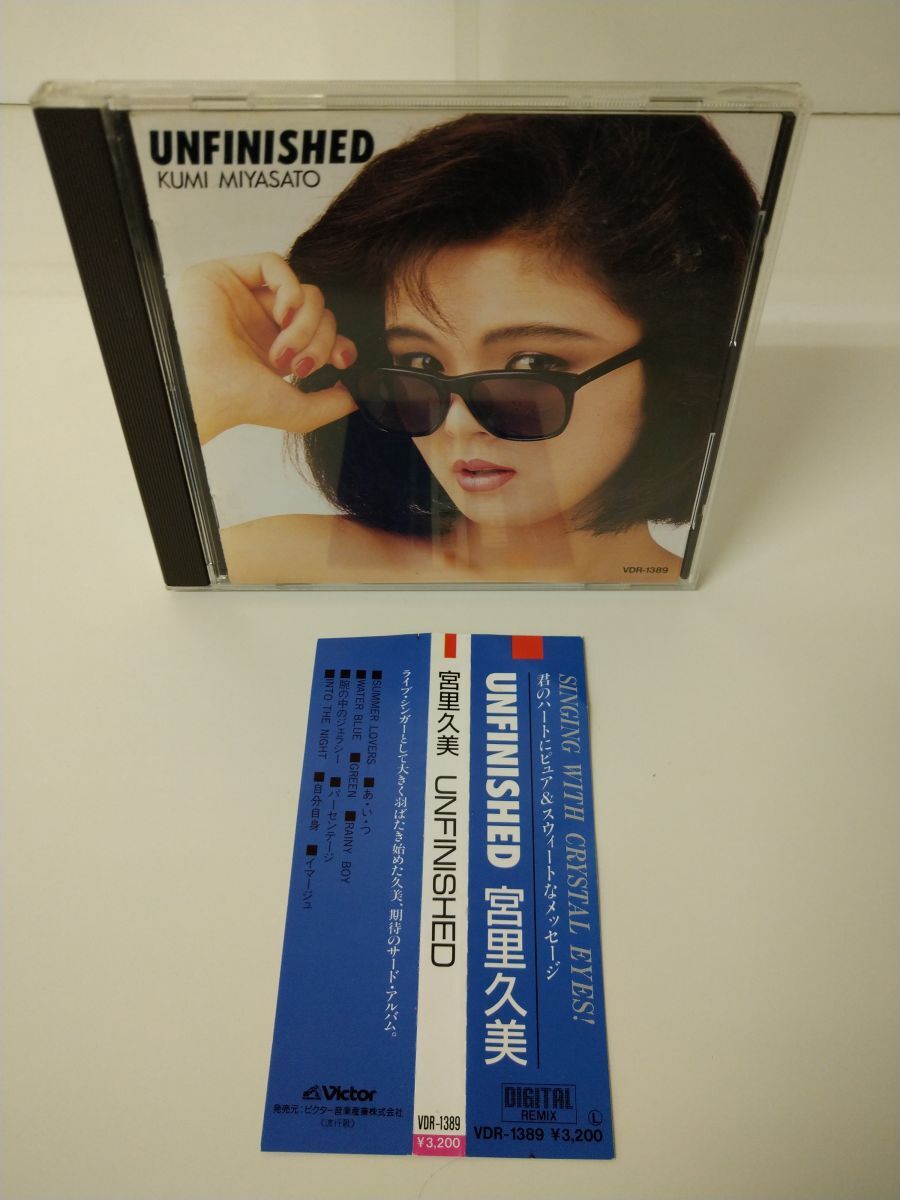 UNFINISHED
KUMI MIYASATO
VDR-1389
SINGING WITH CRYSTAL EYES!
君のハートにピュア&スウィートなメッセージ
UNFINISHED 宮里久美
DIGITAL
REMIX
Ⓛ
VDR-1389 ¥3,200
宮里久美 UNFINISHED
VDR-1389
¥3,200
ライブ・シンガーとして大きく羽ばたき始めた久美、期待のサード・アルバム。
■SUMMER LOVERS ■あ・い・つ
■WATER BLUE ■GREEN ■RAINY BOY
■瞳の中のジェラシー ■パーセンテージ
■INTO THE NIGHT ■自分自身 ■イマージュ
Victor
発売元:ビクター音楽産業株式会社
(流行歌)